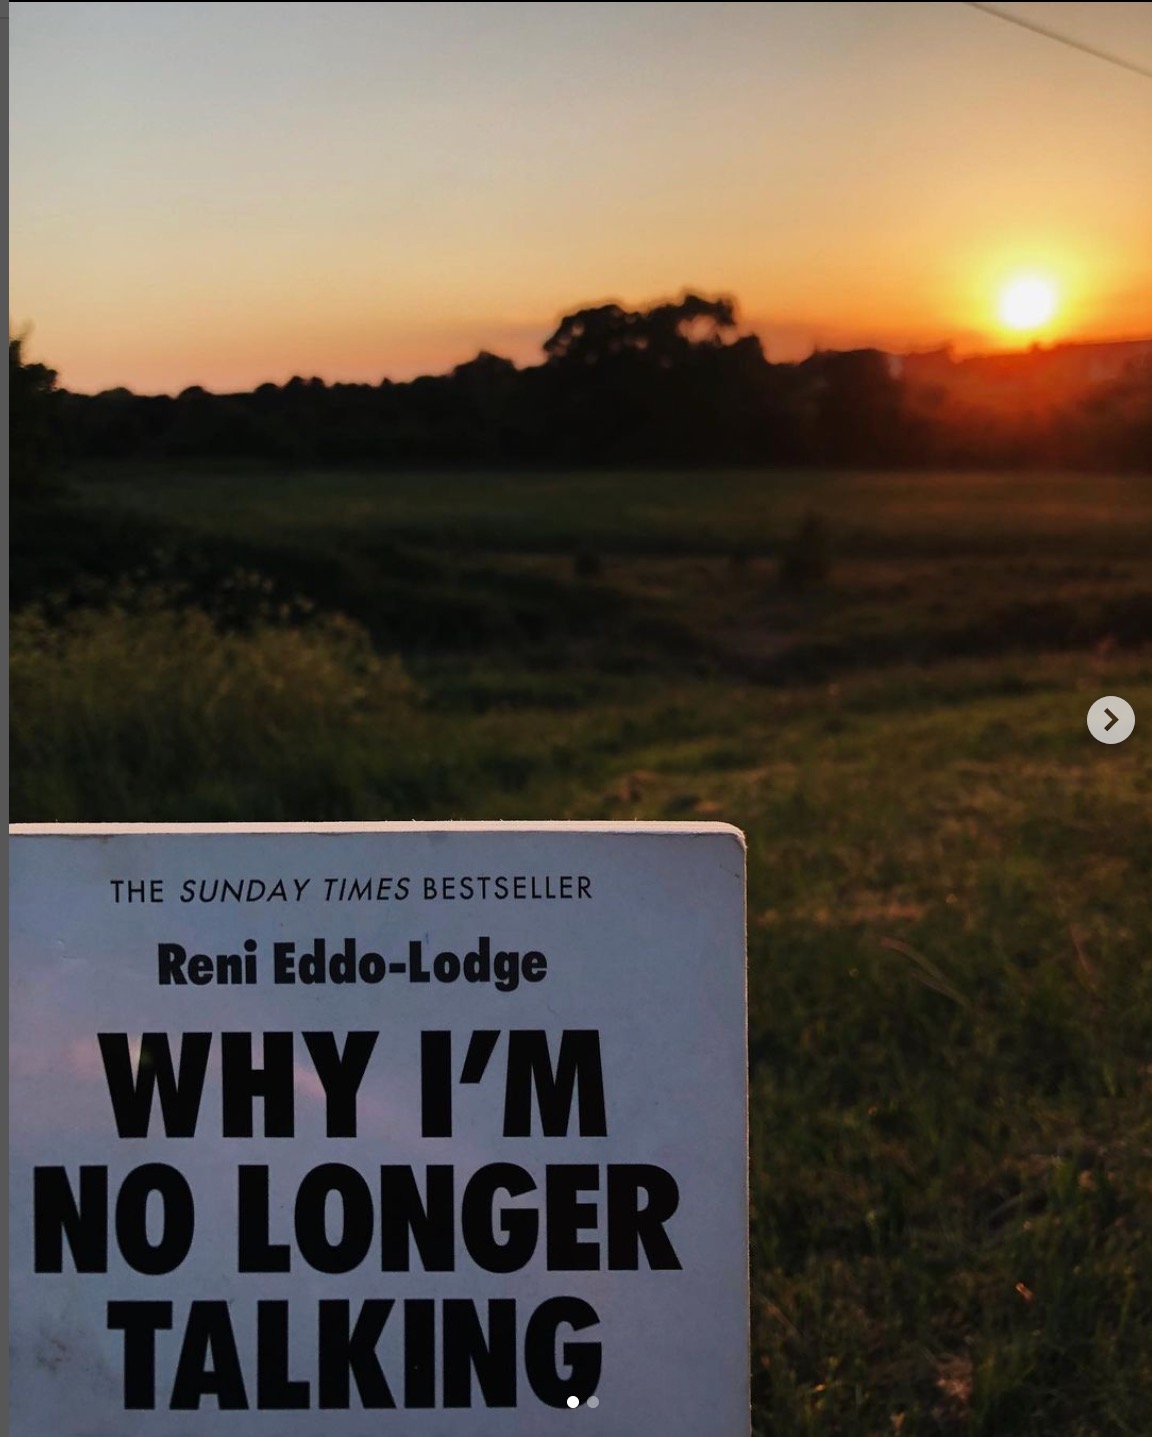 THE SUNDAY TIMES BESTSELLER
Reni Eddo-Lodge
WHY I'M
NO LONGER
TALKING